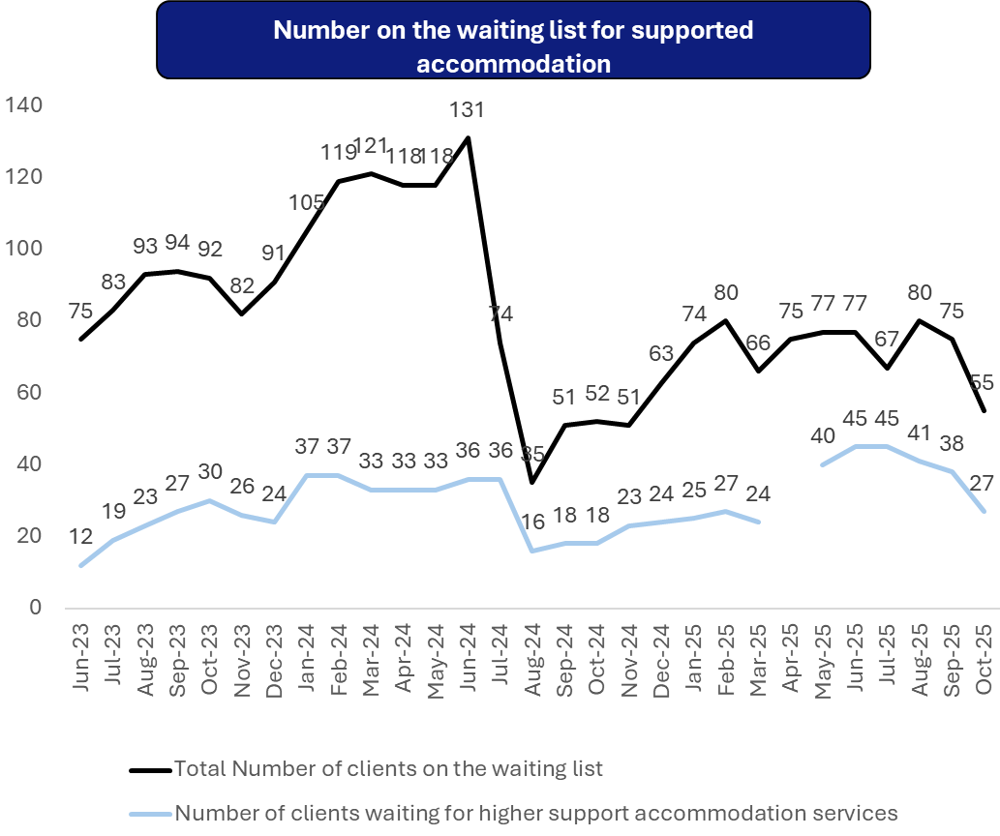 Number on the waiting list for supported
accommodation
140
120
100
80
60
40
20
0
75
83
93
94
92
82
91
105
119
121
118
118
131
74
35
51
52
51
63
74
80
66
75
77
77
67
80
75
55
12
19
23
27
30
26
24
37
37
33
33
33
36
36
16
18
18
23
24
25
27
24
40
45
45
41
38
27
Jun-23
Jul-23
Aug-23
Sep-23
Oct-23
Nov-23
Dec-23
Jan-24
Feb-24
Mar-24
Apr-24
May-24
Jun-24
Jul-24
Aug-24
Sep-24
Oct-24
Nov-24
Dec-24
Jan-25
Feb-25
Mar-25
Apr-25
May-25
Jun-25
Jul-25
Aug-25
Sep-25
Oct-25
Total Number of clients on the waiting list
Number of clients waiting for higher support accommodation services